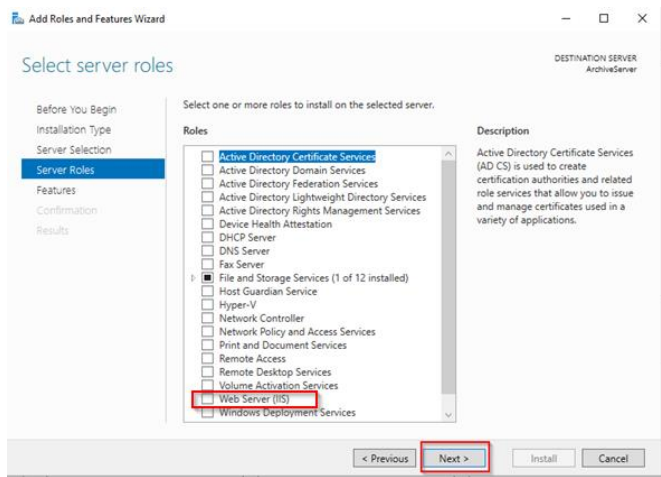 Add Roles and Features Wizard
Select server roles
DESTINATION SERVER
ArchiveServer
Before You Begin
Installation Type
Server Selection
Server Roles
Features
Confirmation
Results
Select one or more roles to install on the selected server.
Roles
Active Directory Certificate Services
Active Directory Domain Services
Active Directory Federation Services
Active Directory Lightweight Directory Services
Active Directory Rights Management Services
Device Health Attestation
DHCP Server
DNS Server
Fax Server
File and Storage Services (1 of 12 installed)
Host Guardian Service
Hyper-V
Network Controller
Network Policy and Access Services
Print and Document Services
Remote Access
Remote Desktop Services
Volume Activation Services
Web Server (IIS)
Windows Deployment Services
Description
Active Directory Certificate Services
(AD CS) is used to create
certification authorities and related
role services that allow you to issue
and manage certificates used in a
variety of applications.
< Previous
Next >
Install
Cancel